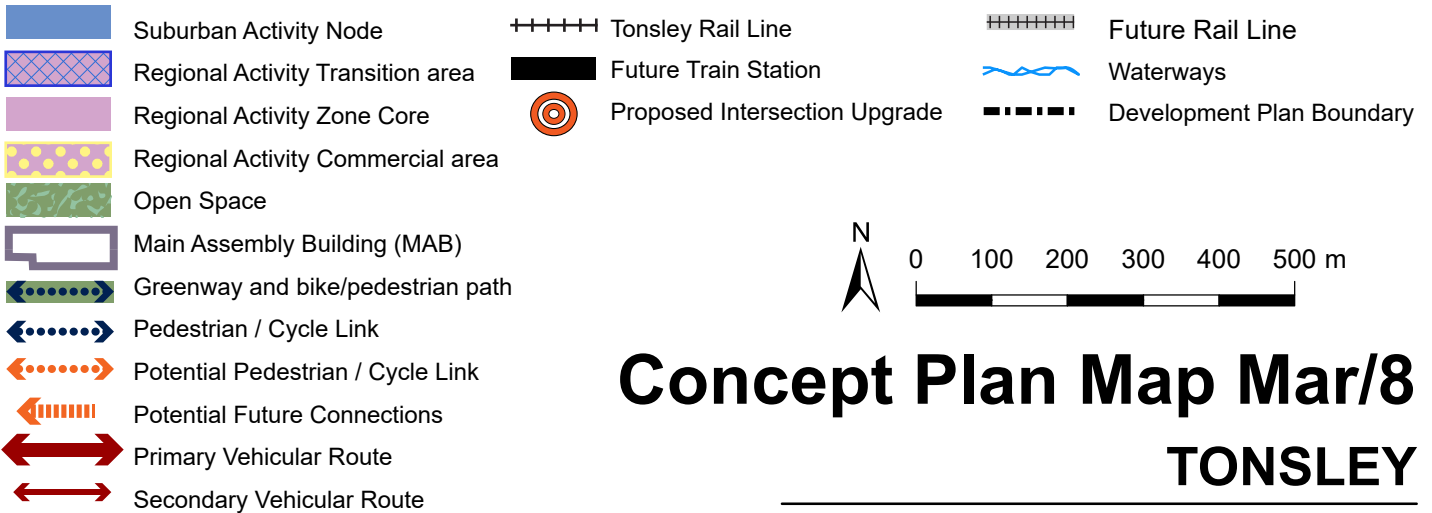 Suburban Activity Node
Regional Activity Transition area
Regional Activity Zone Core
Regional Activity Commercial area
Open Space
Main Assembly Building (MAB)
Greenway and bike/pedestrian path
Pedestrian / Cycle Link
Potential Pedestrian / Cycle Link
Potential Future Connections
Primary Vehicular Route
Secondary Vehicular Route
Tonsley Rail Line
Future Train Station
Proposed Intersection Upgrade
Future Rail Line
Waterways
Development Plan Boundary
N
0 100 200 300 400 500 m
Concept Plan Map Mar/8
TONSLEY